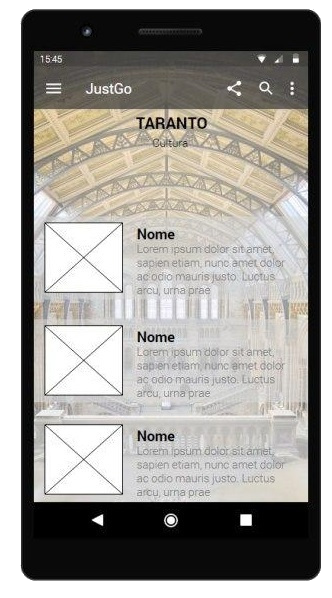 15:45
JustGo
TARANTO
Cultura
Nome
Lorem ipsum dolor sit amet,
sapien etiam, nunc amet dolor
ac odio mauris justo. Luctus
arcu, urna prae
Nome
Lorem ipsum dolor sit amet,
sapien etiam, nunc amet dolor
ac odio mauris justo. Luctus
arcu, urna prae
Nome
Lorem ipsum dolor sit amet,
sapien etiam, nunc amet dolor
ac odio mauris justo. Luctus
arcu, urna prae